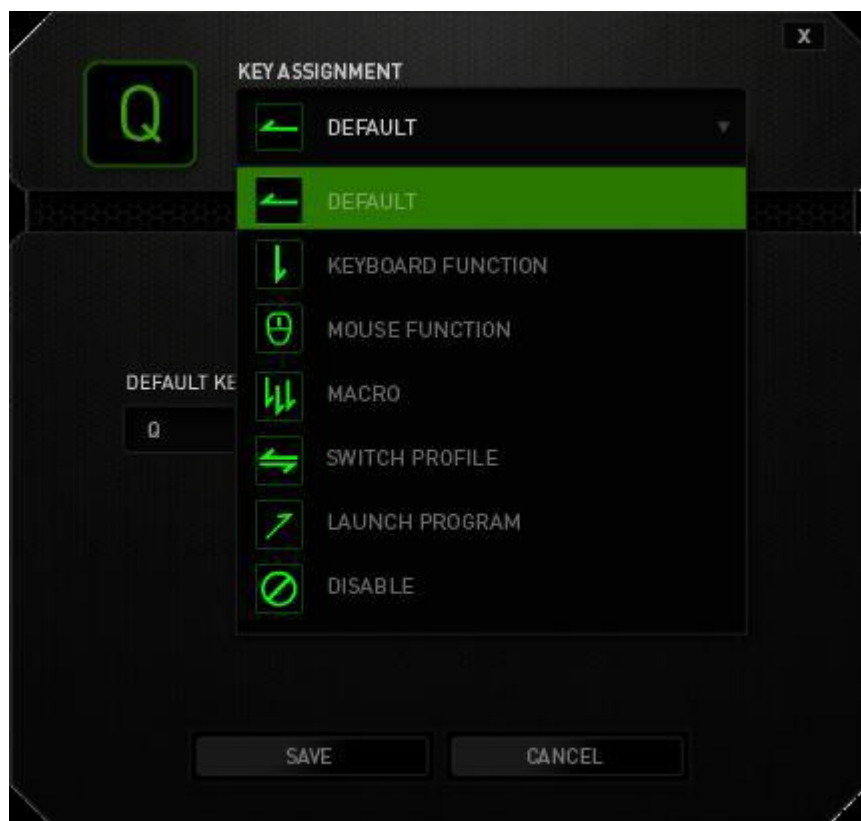 X
KEY ASSIGNMENT
Q
DEFAULT
DEFAULT
KEYBOARD FUNCTION
MOUSE FUNCTION
DEFAULT KE
MACRO
Q
SWITCH PROFILE
LAUNCH PROGRAM
DISABLE
SAVE
CANCEL